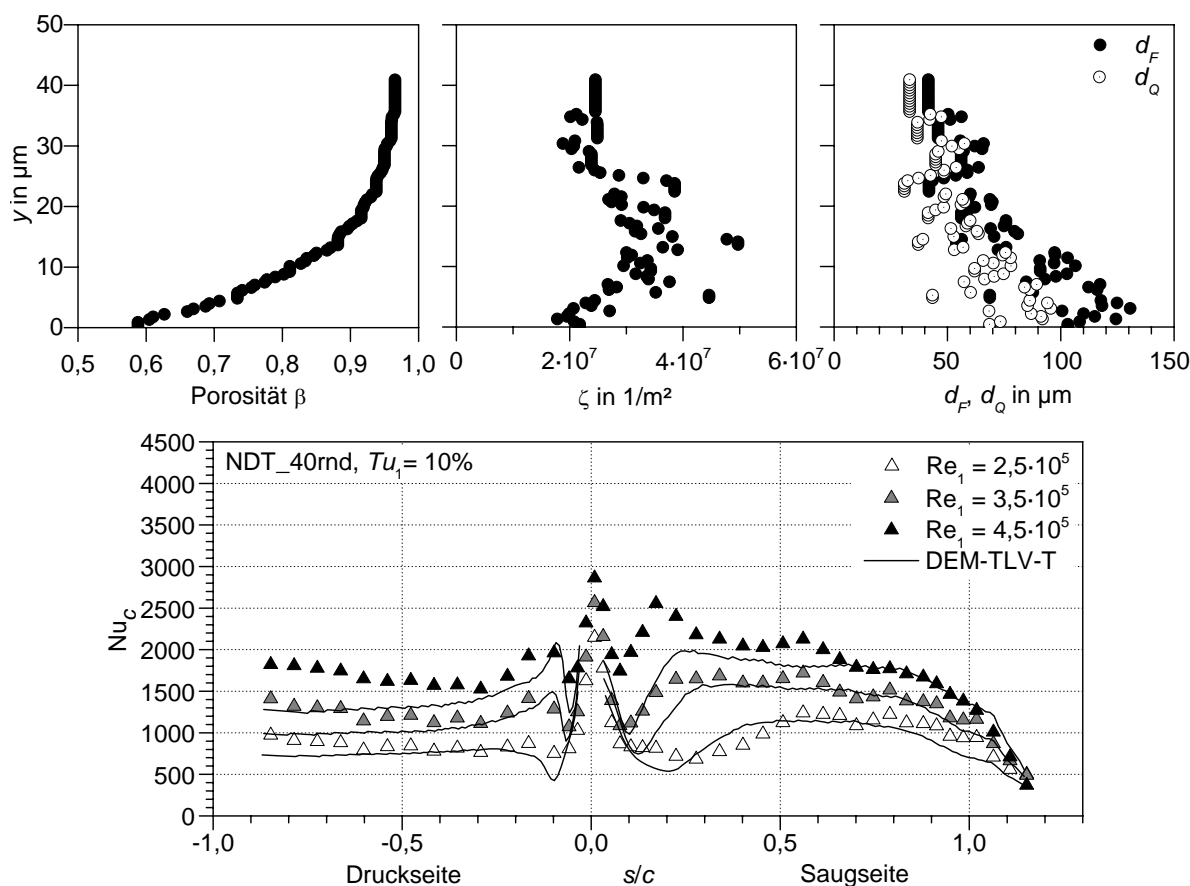 50
40
30
20
10
0
y in µm
0,5 0,6 0,7 0,8 0,9 1,0
Porosität β
0 2·10⁷ 4·10⁷ 6·10⁷
ζ in 1/m²
d_F
d_Q
0 50 100 150
d_F, d_Q in µm
4500
4000
3500
3000
2500
2000
1500
1000
500
0
Nu_c
NDT_40rnd, Tu₁= 10%
Re₁ = 2,5·10⁵
Re₁ = 3,5·10⁵
Re₁ = 4,5·10⁵
DEM-TLV-T
-1,0 -0,5 0,0 0,5 1,0
Druckseite s/c Saugseite